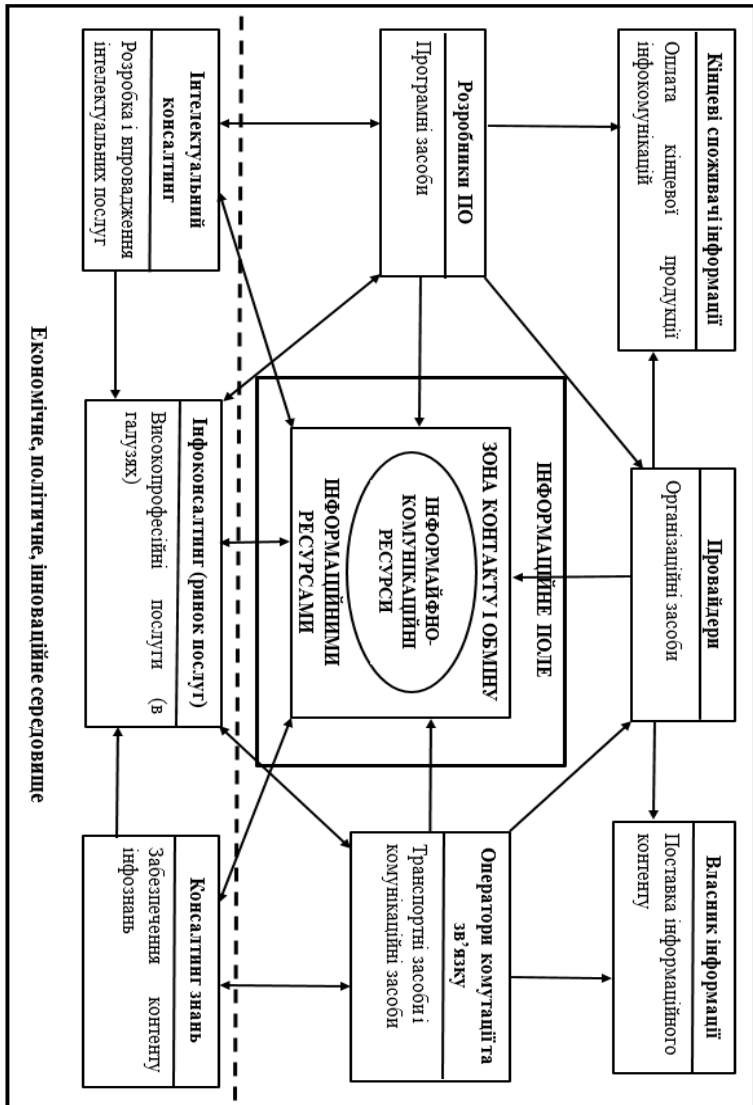 Кінцеві споживачі інформації
Оплата кінцевої продукції
інфокомунікацій
Провайдери
Організаційні засоби
Власник інформації
Поставка інформаційного
контенту
Розробники ПО
Програмні засоби
ІНФОРМАЦІЙНЕ ПОЛЕ
ЗОНА КОНТАКТУ І ОБМІНУ
ІНФОРМАЙФНО-
КОМУНІКАЦІЙНІ
РЕСУРСИ
ІНФОРМАЦІЙНИМИ
РЕСУРСАМИ
Оператори комутації та
зв’язку
Транспортні засоби і
комунікаційні засоби
Інтелектуальний
консалтинг
Розробка і впровадження
інтелектуальних послуг
Інфоконсалтинг (ринок послуг)
Високопрофесійні послуги (в
галузях)
Консалтинг знань
Забезпечення контенту
інфознань
Економічне, політичне, інноваційне середовище